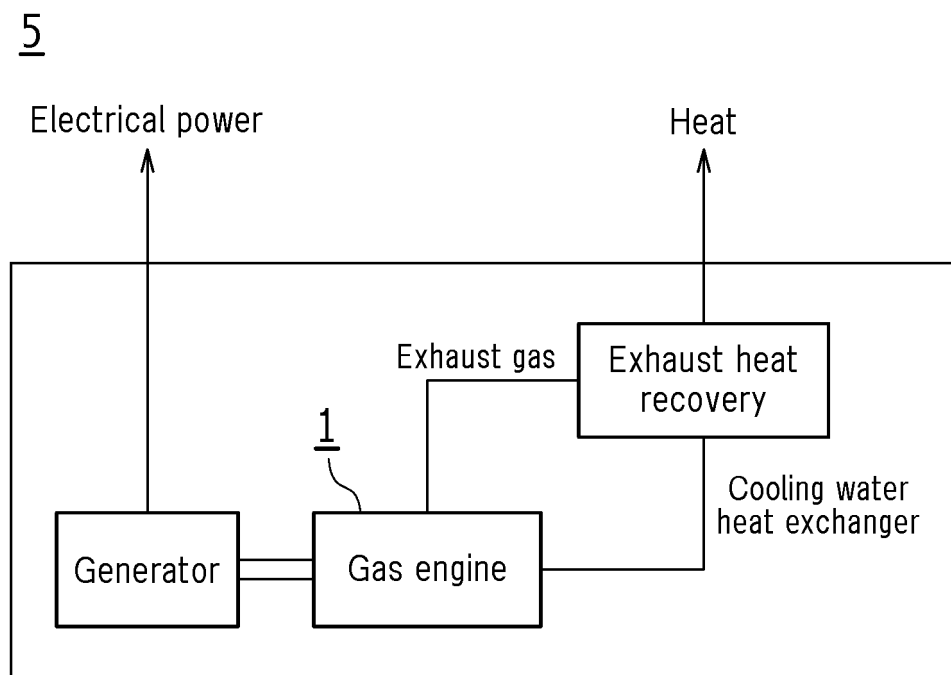 5
Electrical power
Heat
Exhaust gas
Exhaust heat
recovery
1
Cooling water
heat exchanger
Generator
Gas engine